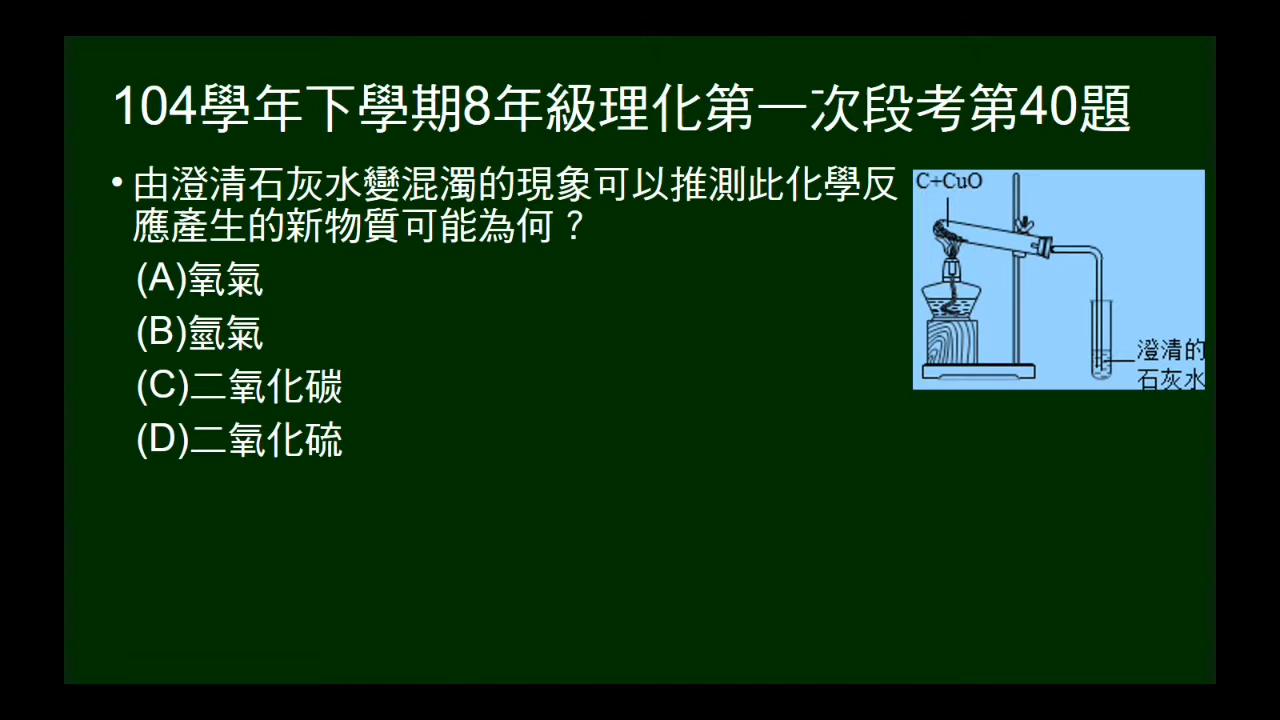 104學年下學期8年級理化第一次段考第40題
• 由澄清石灰水變混濁的現象可以推測此化學反
應產生的新物質可能為何？
(A)氧氣
(B)氫氣
(C)二氧化碳
(D)二氧化硫
C+CuO
澄清的
石灰水